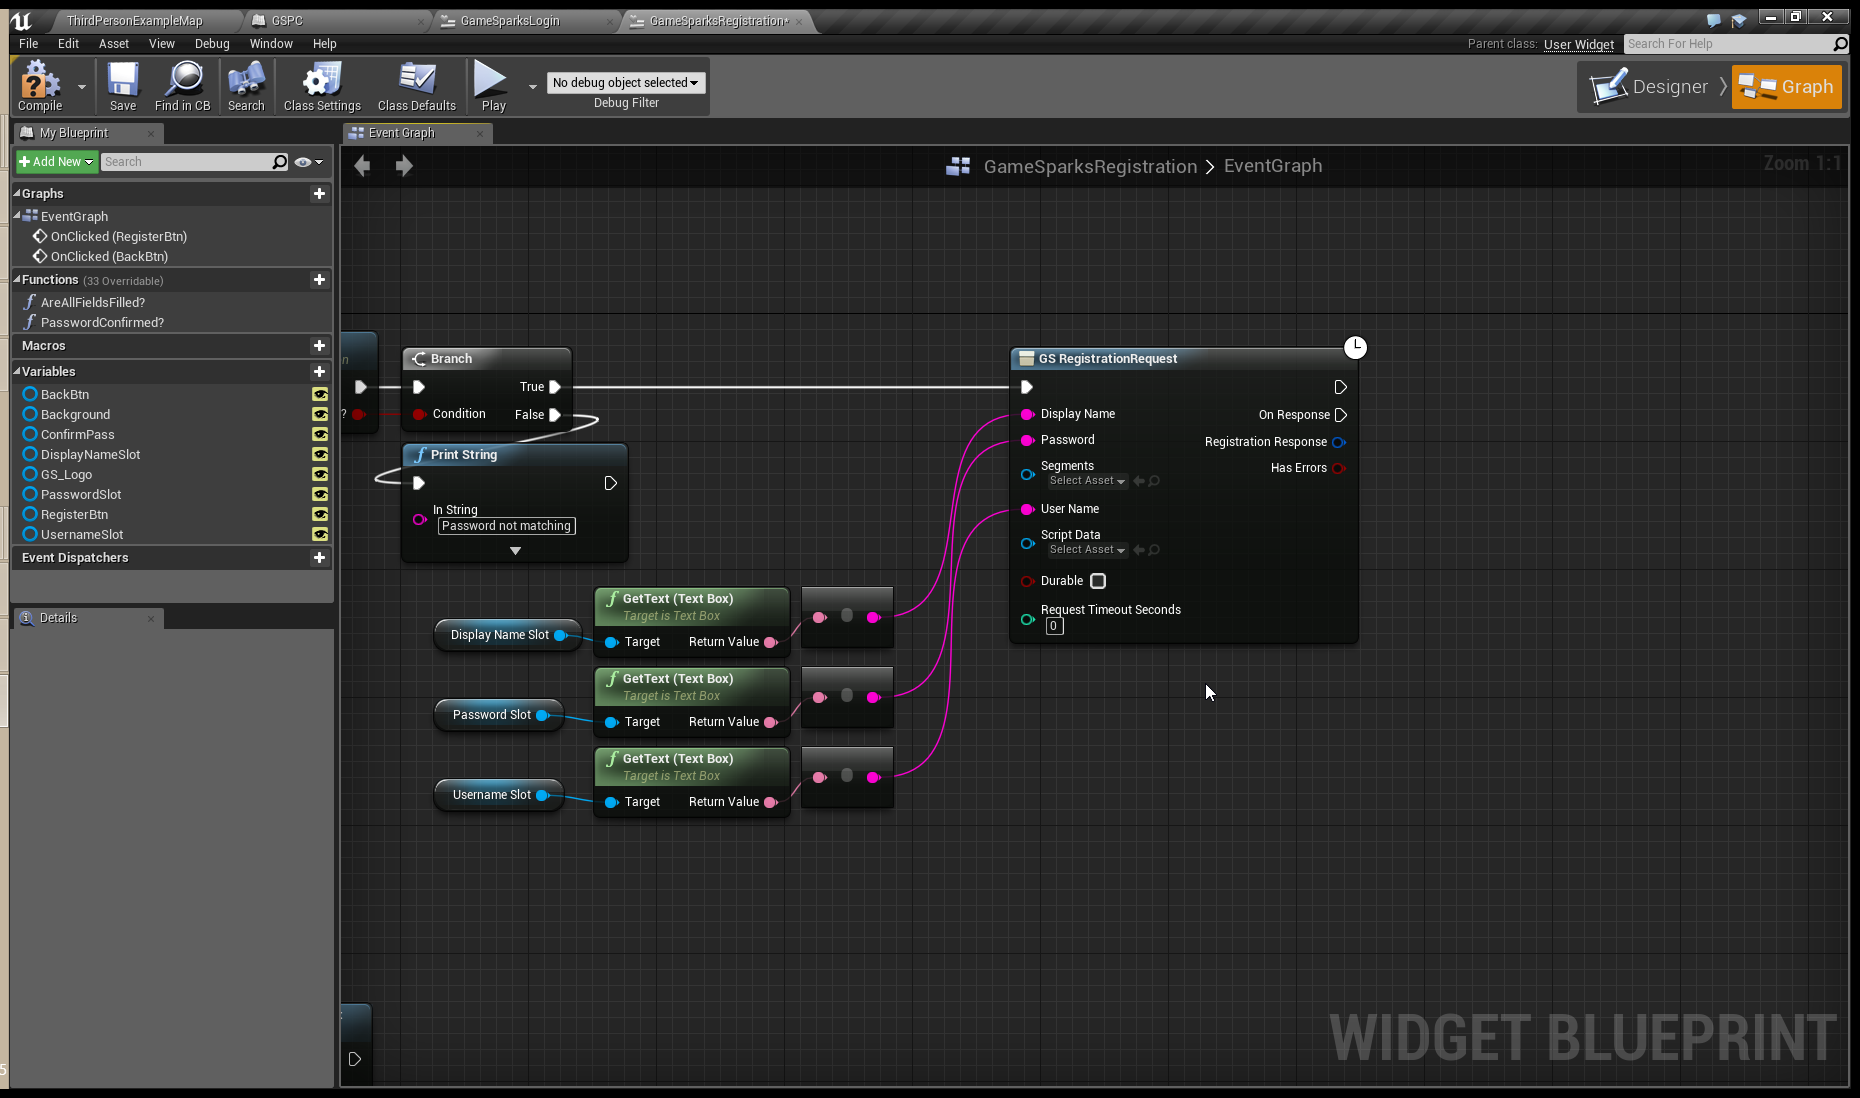 ThirdPersonExampleMap
GSPC
GameSparksLogin
GameSparksRegistration*
File Edit Asset View Debug Window Help
Parent class: User Widget
Search For Help
Compile
Save
Find in CB
Search
Class Settings
Class Defaults
Play
No debug object selected
Debug Filter
Designer
Graph
My Blueprint
Event Graph
Add New
Search
GameSparksRegistration > EventGraph
Zoom 1:1
Graphs
EventGraph
OnClicked (RegisterBtn)
OnClicked (BackBtn)
Functions (33 Overridable)
AreAllFieldsFilled?
PasswordConfirmed?
Macros
Variables
BackBtn
Background
ConfirmPass
DisplayNameSlot
GS_Logo
PasswordSlot
RegisterBtn
UsernameSlot
Event Dispatchers
Details
n
?
Branch
True
Condition
False
Print String
In String
Password not matching
Display Name Slot
GetText (Text Box)
Target is Text Box
Target
Return Value
Password Slot
GetText (Text Box)
Target is Text Box
Target
Return Value
Username Slot
GetText (Text Box)
Target is Text Box
Target
Return Value
GS RegistrationRequest
Display Name
On Response
Password
Registration Response
Segments
Select Asset
Has Errors
User Name
Script Data
Select Asset
Durable
Request Timeout Seconds
0
WIDGET BLUEPRINT
5